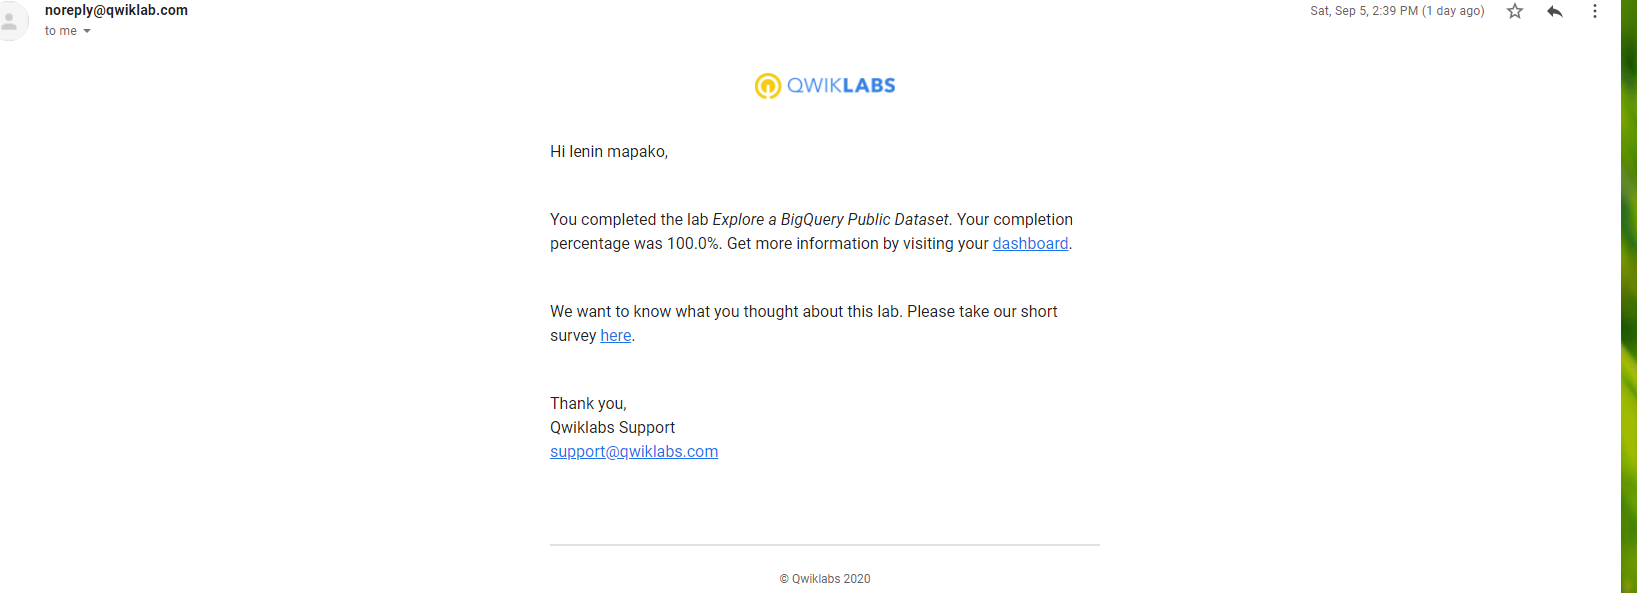 noreply@qwiklab.com
Sat, Sep 5, 2:39 PM (1 day ago)
to me
QWIKLABS
Hi lenin mapako,
You completed the lab Explore a BigQuery Public Dataset. Your completion
percentage was 100.0%. Get more information by visiting your dashboard.
We want to know what you thought about this lab. Please take our short
survey here.
Thank you,
Qwiklabs Support
support@qwiklabs.com
© Qwiklabs 2020